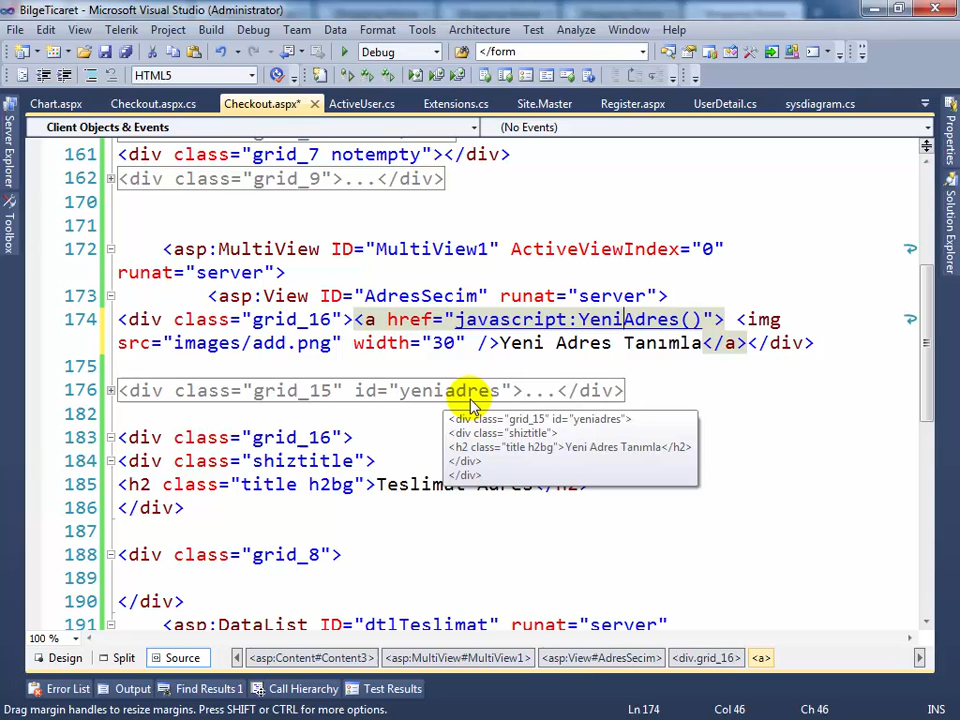 BilgeTicaret - Microsoft Visual Studio (Administrator)
File Edit View Telerik Project Build Debug Team Data Format Tools Architecture Test Analyze Window Help
Debug </form
HTML5
Chart.aspx Checkout.aspx.cs Checkout.aspx* ActiveUser.cs Extensions.cs Site.Master Register.aspx UserDetail.cs sysdiagram.cs
Client Objects & Events (No Events)
Server Explorer
Toolbox
Properties
Solution Explorer
161 <div class="grid_7 notempty"></div>
162 <div class="grid_9">...</div>
170
171
172 <asp:MultiView ID="MultiView1" ActiveViewIndex="0"
runat="server">
173 <asp:View ID="AdresSecim" runat="server">
174 <div class="grid_16"><a href="javascript:YeniAdres()"> <img
src="images/add.png" width="30" />Yeni Adres Tanımla</a></div>
175
176 <div class="grid_15" id="yeniadres">...</div>
182
<div class="grid_15" id="yeniadres">
<div class="shiztitle">
<h2 class="title h2bg">Yeni Adres Tanımla</h2>
</div>
</div>
183 <div class="grid_16">
184 <div class="shiztitle">
185 <h2 class="title h2bg">Teslimat Adres</h2>
186 </div>
187
188 <div class="grid_8">
189
190 </div>
191 <asp:DataList ID="dtlTeslimat" runat="server"
100 %
Design Split Source <asp:Content#Content3> <asp:MultiView#MultiView1> <asp:View#AdresSecim> <div.grid_16> <a>
Error List Output Find Results 1 Call Hierarchy Test Results
Drag margin handles to resize margins. Press SHIFT or CTRL for more options. Ln 174 Col 46 Ch 46 INS